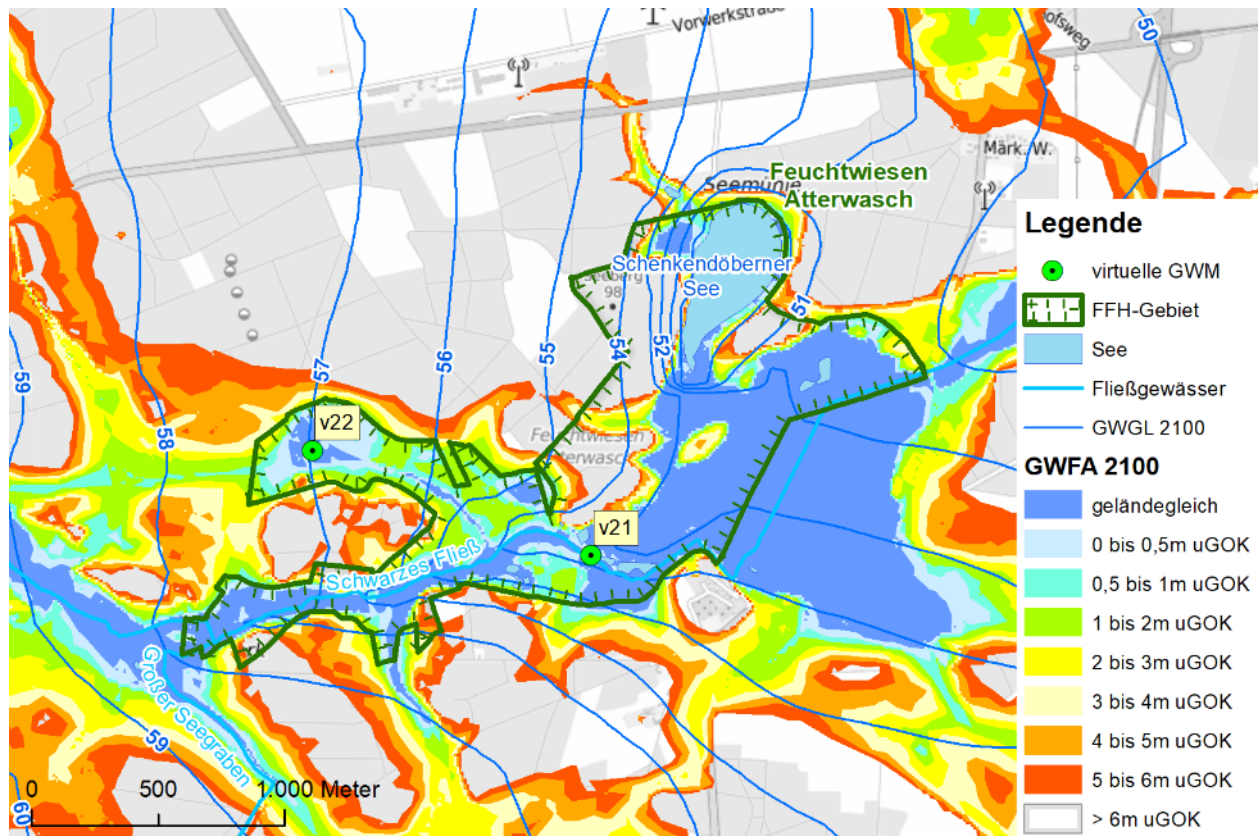 Vorwerkstraße
50
Märk. W.
Seemühle
Feuchtwiesen
Atterwasch
Schenkendöberner
See
Seeberg
98
51
52
54
55
56
57
58
59
v22
Feuchtwiesen
Atterwasch
v21
Schwarzes Fließ
Großer Seegraben
59
60
0 500 1.000 Meter
Legende
virtuelle GWM
FFH-Gebiet
See
Fließgewässer
GWGL 2100
GWFA 2100
geländegleich
0 bis 0,5m uGOK
0,5 bis 1m uGOK
1 bis 2m uGOK
2 bis 3m uGOK
3 bis 4m uGOK
4 bis 5m uGOK
5 bis 6m uGOK
> 6m uGOK